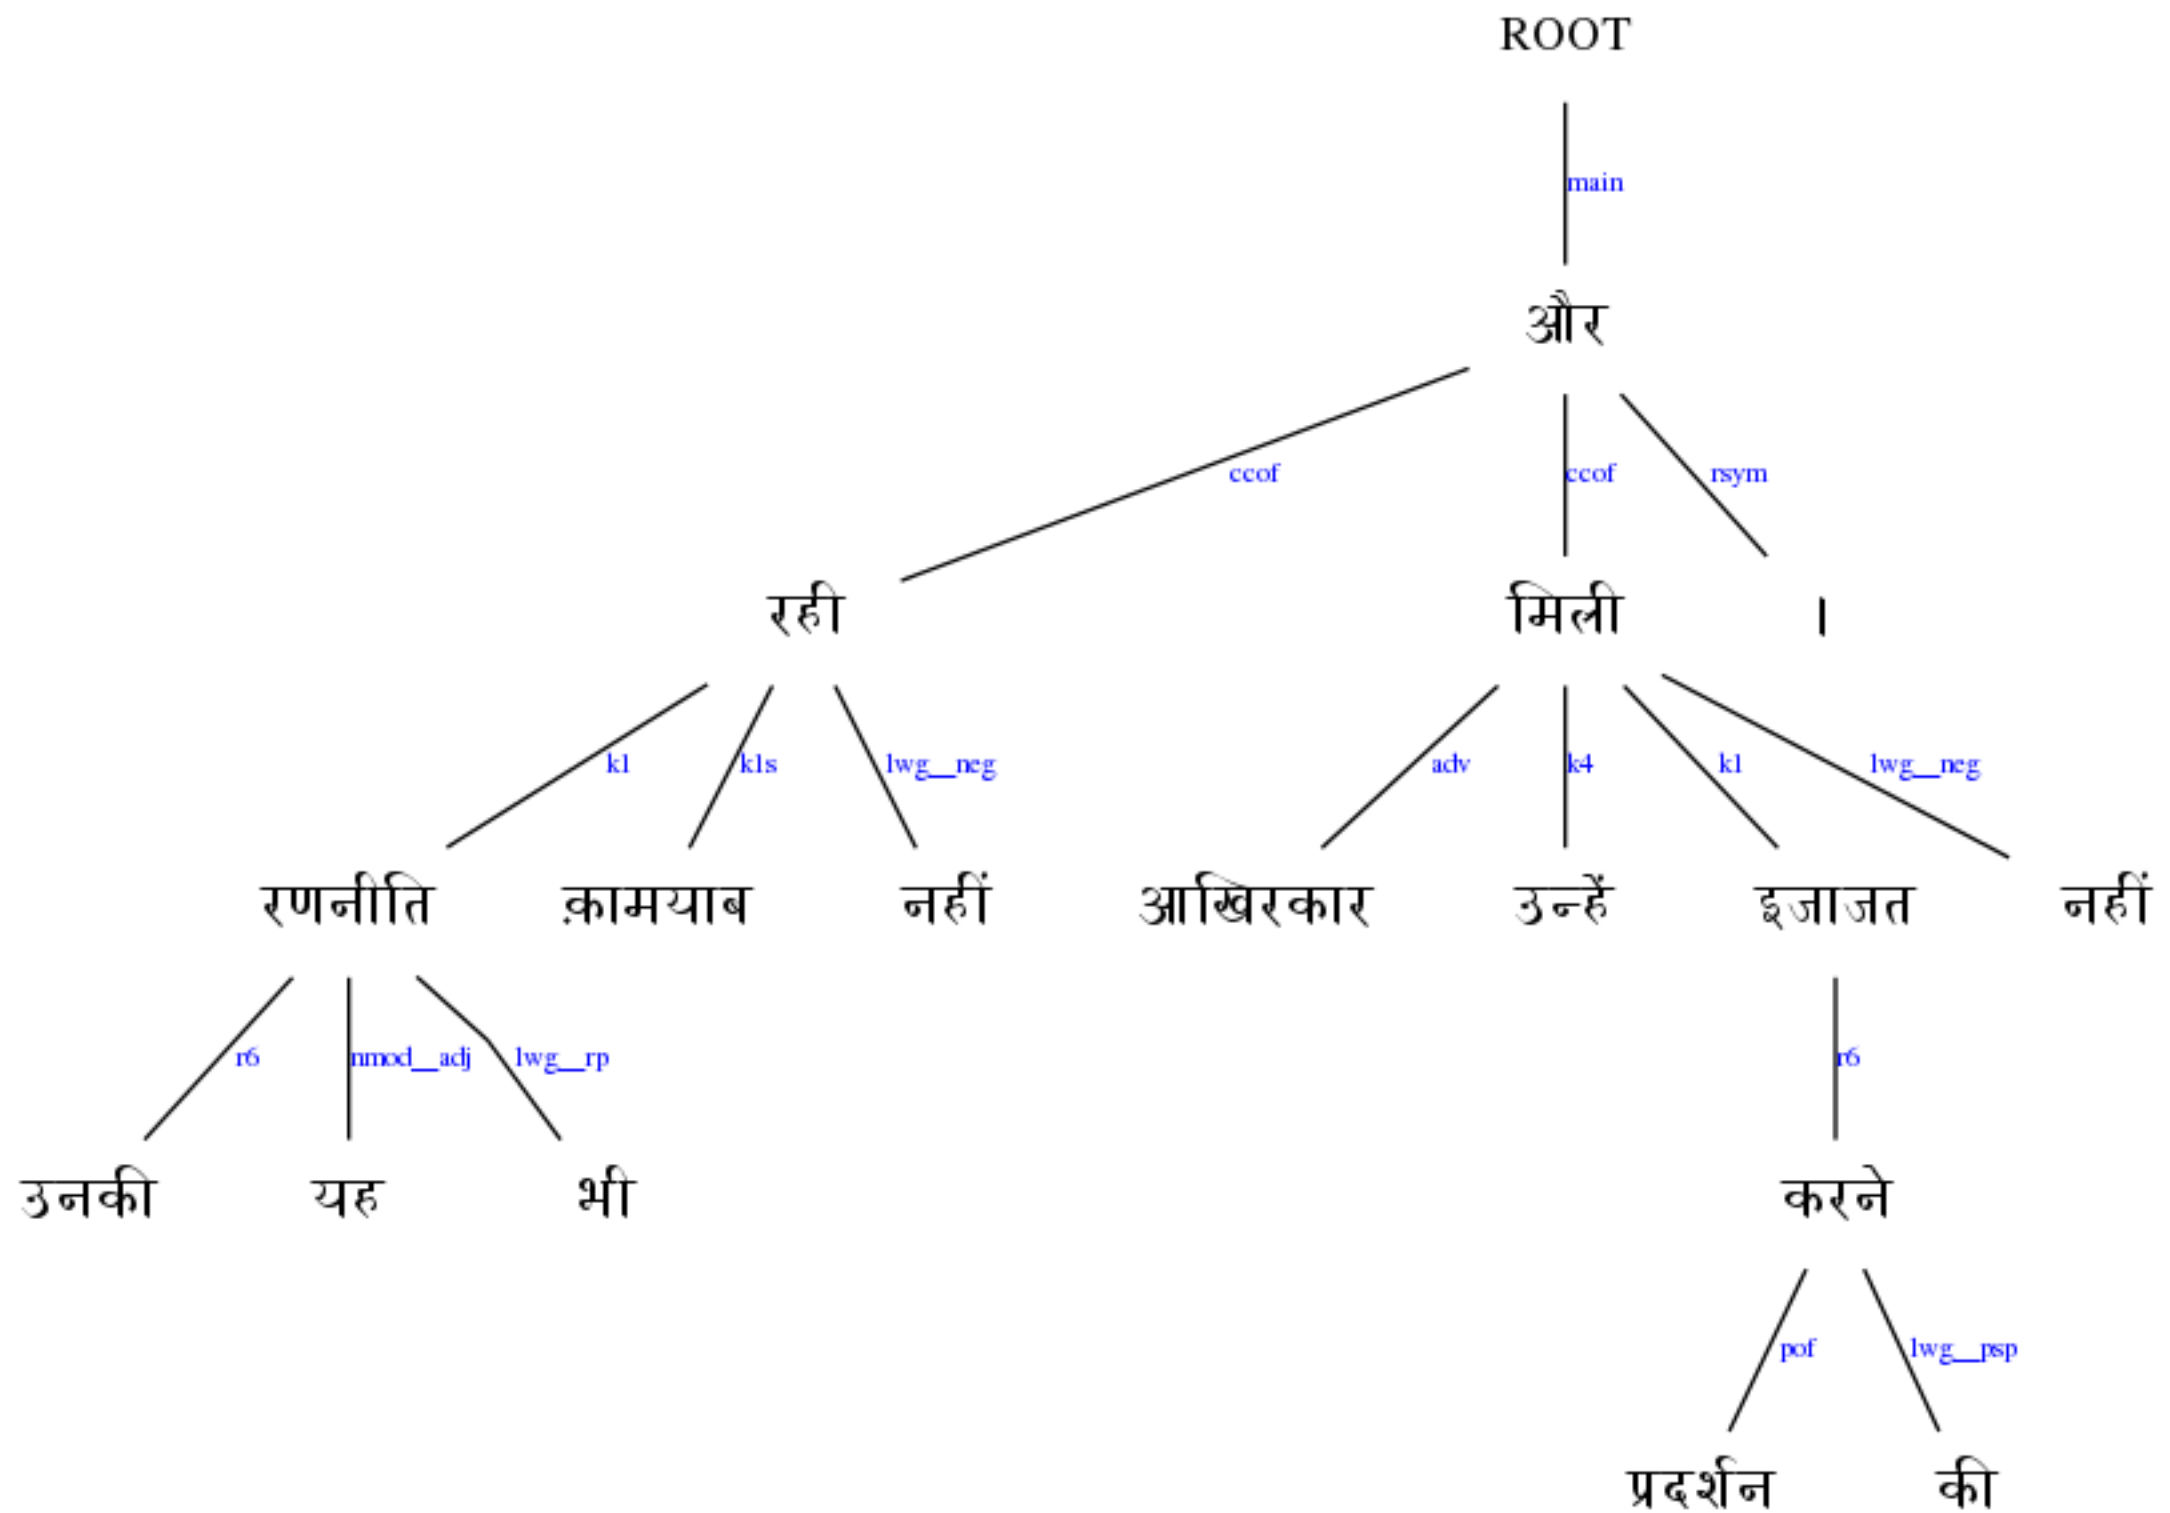 ROOT
main
और
ccof ccof rsym
रही मिली ।
k1 k1s lwg__neg adv k4 k1 lwg__neg
रणनीति क़ामयाब नहीं आखिरकार उन्हें इजाजत नहीं
r6 nmod__adj lwg__rp r6
उनकी यह भी करने
pof lwg__psp
प्रदर्शन की